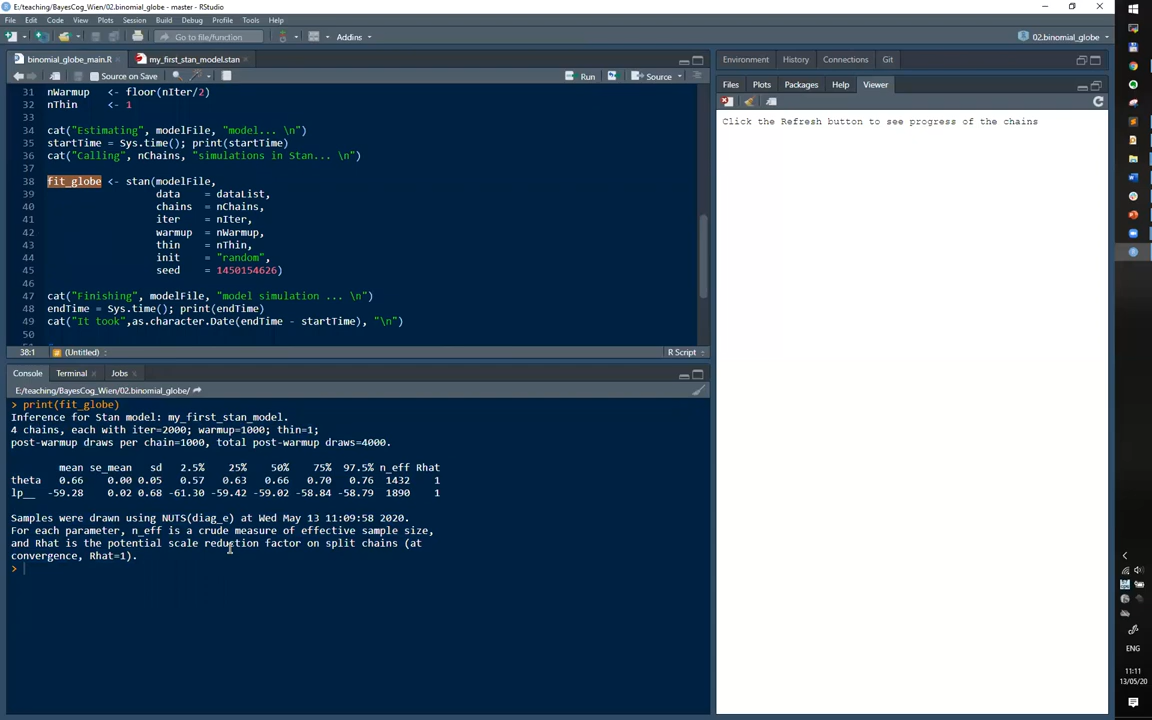 02.binomial_globe - master - RStudio
File Edit Code View Plots Session Build Debug Profile Tools Help
Go to file/function Addins 02.binomial_globe
binomial_globe_main.R my_first_stan_model.stan
Source on Save Run Source
31 nWarmup <- floor(nIter/2)
32 nThin <- 1
33
34 cat("Estimating", modelFile, "model... \n")
35 startTime = Sys.time(); print(startTime)
36 cat("Calling", nChains, "simulations in Stan... \n")
37
38 fit_globe <- stan(modelFile,
39 data = dataList,
40 chains = nChains,
41 iter = nIter,
42 warmup = nWarmup,
43 thin = nThin,
44 init = "random",
45 seed = 1450154626)
46
47 cat("Finishing", modelFile, "model simulation ... \n")
48 endTime = Sys.time(); print(endTime)
49 cat("It took",as.character.Date(endTime - startTime), "\n")
50
38:1 (Untitled) R Script
Console Terminal Jobs
E:/teaching/BayesCog_Wien/02.binomial_globe/
> print(fit_globe)
Inference for Stan model: my_first_stan_model.
4 chains, each with iter=2000; warmup=1000; thin=1;
post-warmup draws per chain=1000, total post-warmup draws=4000.
mean se_mean sd 2.5% 25% 50% 75% 97.5% n_eff Rhat
theta 0.66 0.00 0.05 0.57 0.63 0.66 0.70 0.76 1432 1
lp__ -59.28 0.02 0.68 -61.30 -59.42 -59.02 -58.84 -58.79 1890 1
Samples were drawn using NUTS(diag_e) at Wed May 13 11:09:58 2020.
For each parameter, n_eff is a crude measure of effective sample size,
and Rhat is the potential scale reduction factor on split chains (at
convergence, Rhat=1).
>
Environment History Connections Git
Files Plots Packages Help Viewer
Click the Refresh button to see progress of the chains
ENG
11:11
13/05/20